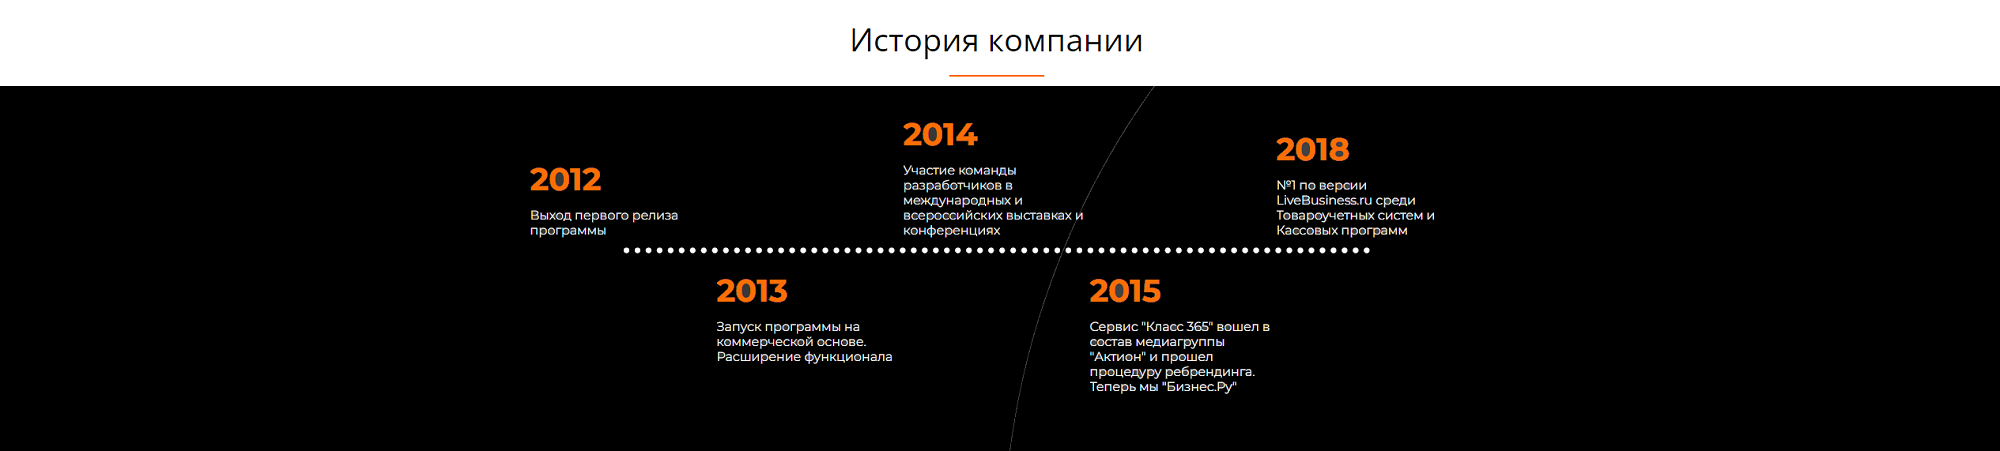 История компании
2012
Выход первого релиза
программы
2013
Запуск программы на
коммерческой основе.
Расширение функционала
2014
Участие команды
разработчиков в
международных и
всероссийских выставках и
конференциях
2015
Сервис "Класс 365" вошел в
состав медиагруппы
"Актион" и прошел
процедуру ребрендинга.
Теперь мы "Бизнес.Ру"
2018
№1 по версии
LiveBusiness.ru среди
Товароучетных систем и
Кассовых программ